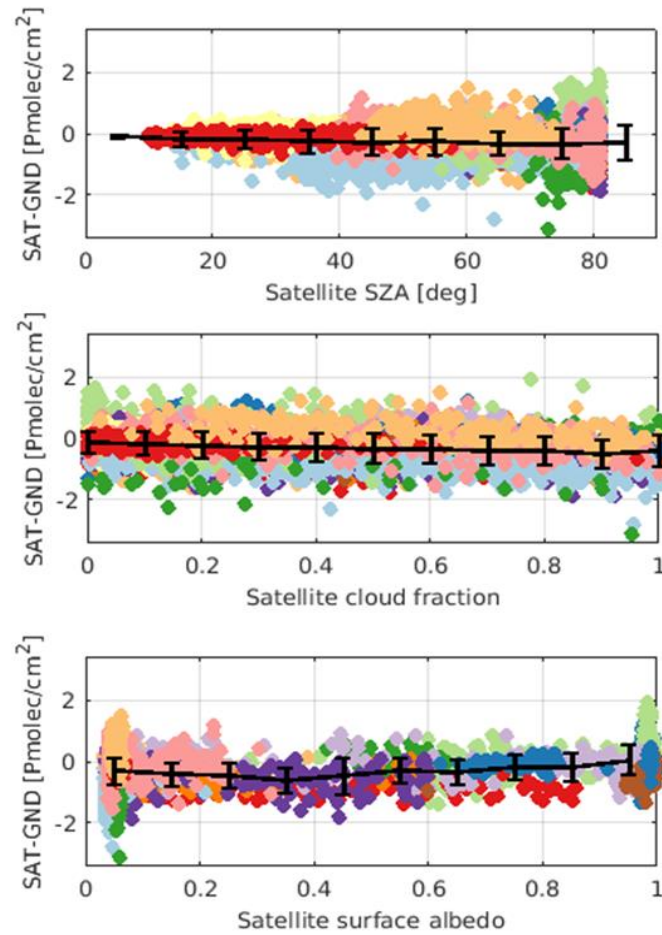 SAT-GND [Pmolec/cm²]
2
0
-2
0 20 40 60 80
Satellite SZA [deg]
SAT-GND [Pmolec/cm²]
2
0
-2
0 0.2 0.4 0.6 0.8 1
Satellite cloud fraction
SAT-GND [Pmolec/cm²]
2
0
-2
0 0.2 0.4 0.6 0.8 1
Satellite surface albedo